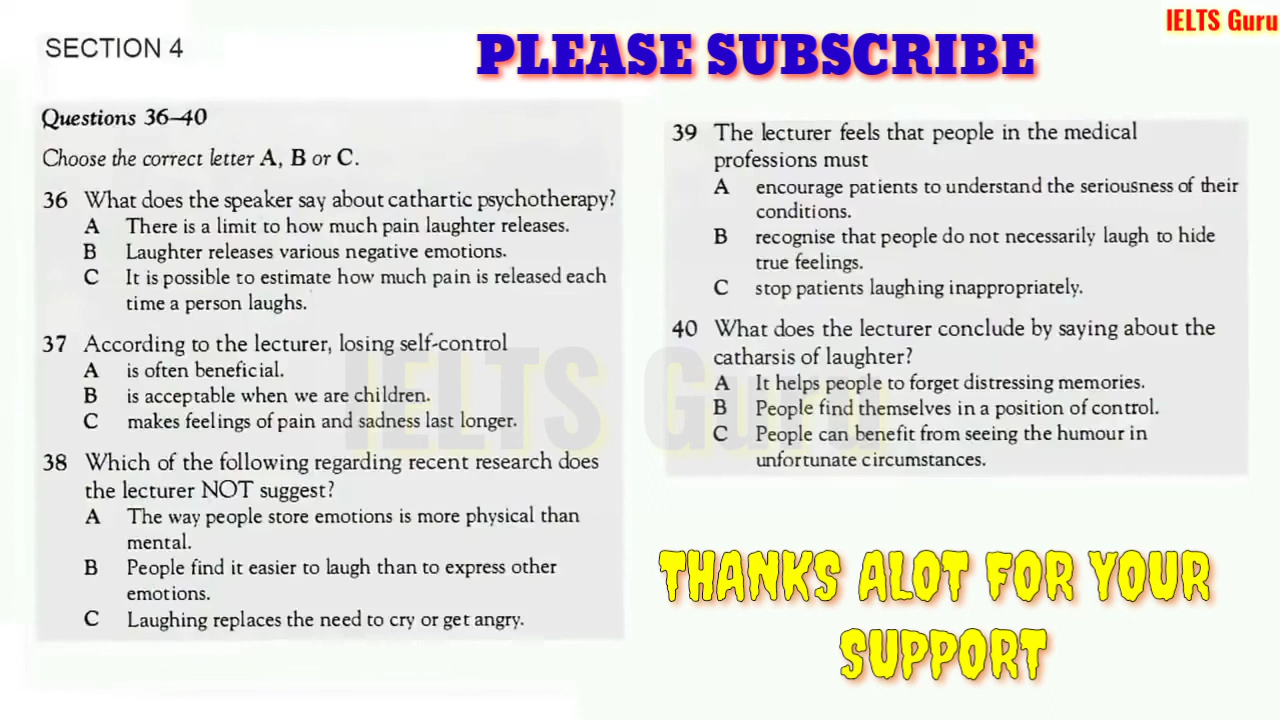 IELTS Guru
SECTION 4
PLEASE SUBSCRIBE
Questions 36–40
Choose the correct letter A, B or C.
36 What does the speaker say about cathartic psychotherapy?
A There is a limit to how much pain laughter releases.
B Laughter releases various negative emotions.
C It is possible to estimate how much pain is released each
time a person laughs.
37 According to the lecturer, losing self-control
A is often beneficial.
B is acceptable when we are children.
C makes feelings of pain and sadness last longer.
38 Which of the following regarding recent research does
the lecturer NOT suggest?
A The way people store emotions is more physical than
mental.
B People find it easier to laugh than to express other
emotions.
C Laughing replaces the need to cry or get angry.
39 The lecturer feels that people in the medical
professions must
A encourage patients to understand the seriousness of their
conditions.
B recognise that people do not necessarily laugh to hide
true feelings.
C stop patients laughing inappropriately.
40 What does the lecturer conclude by saying about the
catharsis of laughter?
A It helps people to forget distressing memories.
B People find themselves in a position of control.
C People can benefit from seeing the humour in
unfortunate circumstances.
IELTS Guru
THANKS ALOT FOR YOUR
SUPPORT